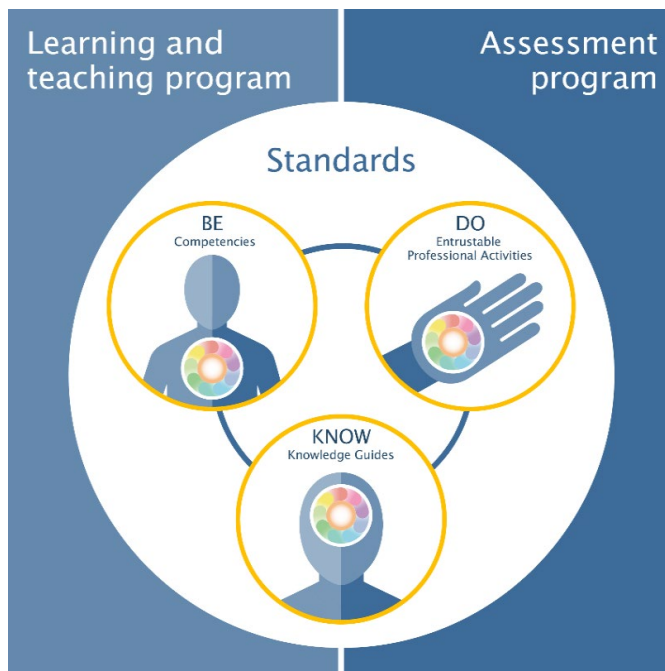 Learning and
teaching program
Assessment
program
Standards
BE
Competencies
DO
Entrustable
Professional Activities
KNOW
Knowledge Guides